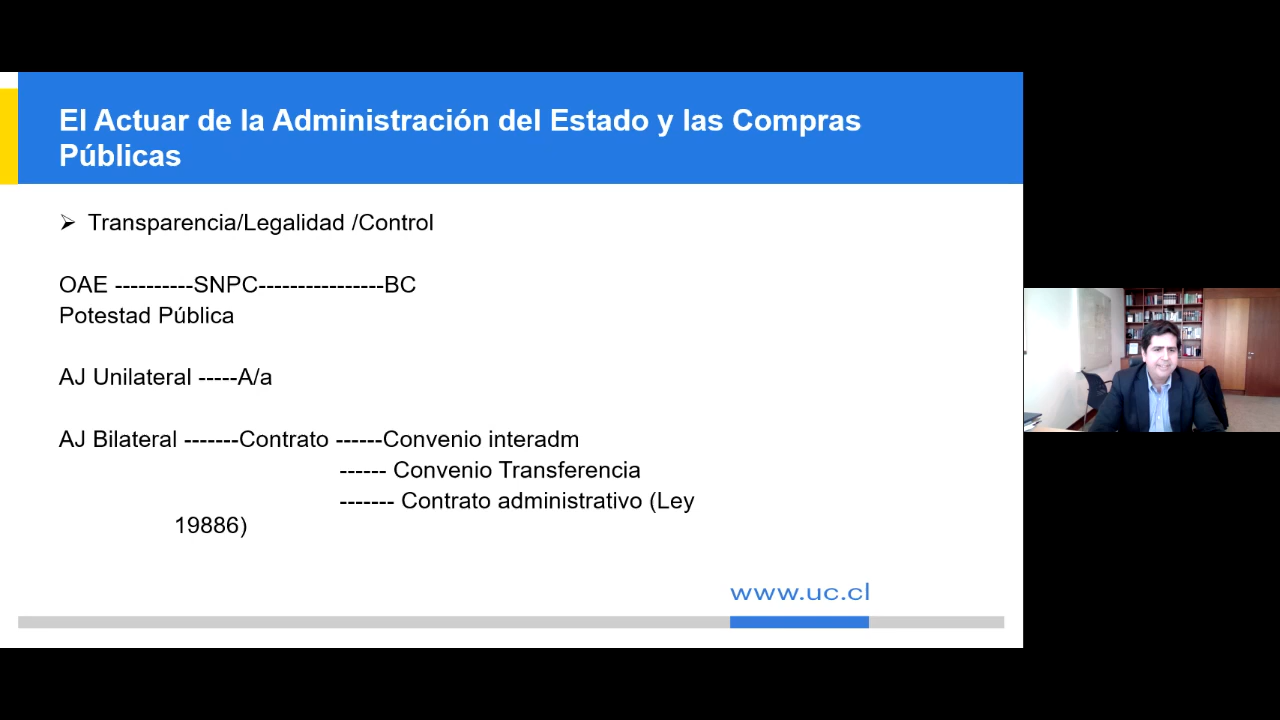 El Actuar de la Administración del Estado y las Compras
Públicas
➢ Transparencia/Legalidad /Control
OAE ----------SNPC----------------BC
Potestad Pública
AJ Unilateral -----A/a
AJ Bilateral -------Contrato ------Convenio interadm
------ Convenio Transferencia
------- Contrato administrativo (Ley
19886)
www.uc.cl